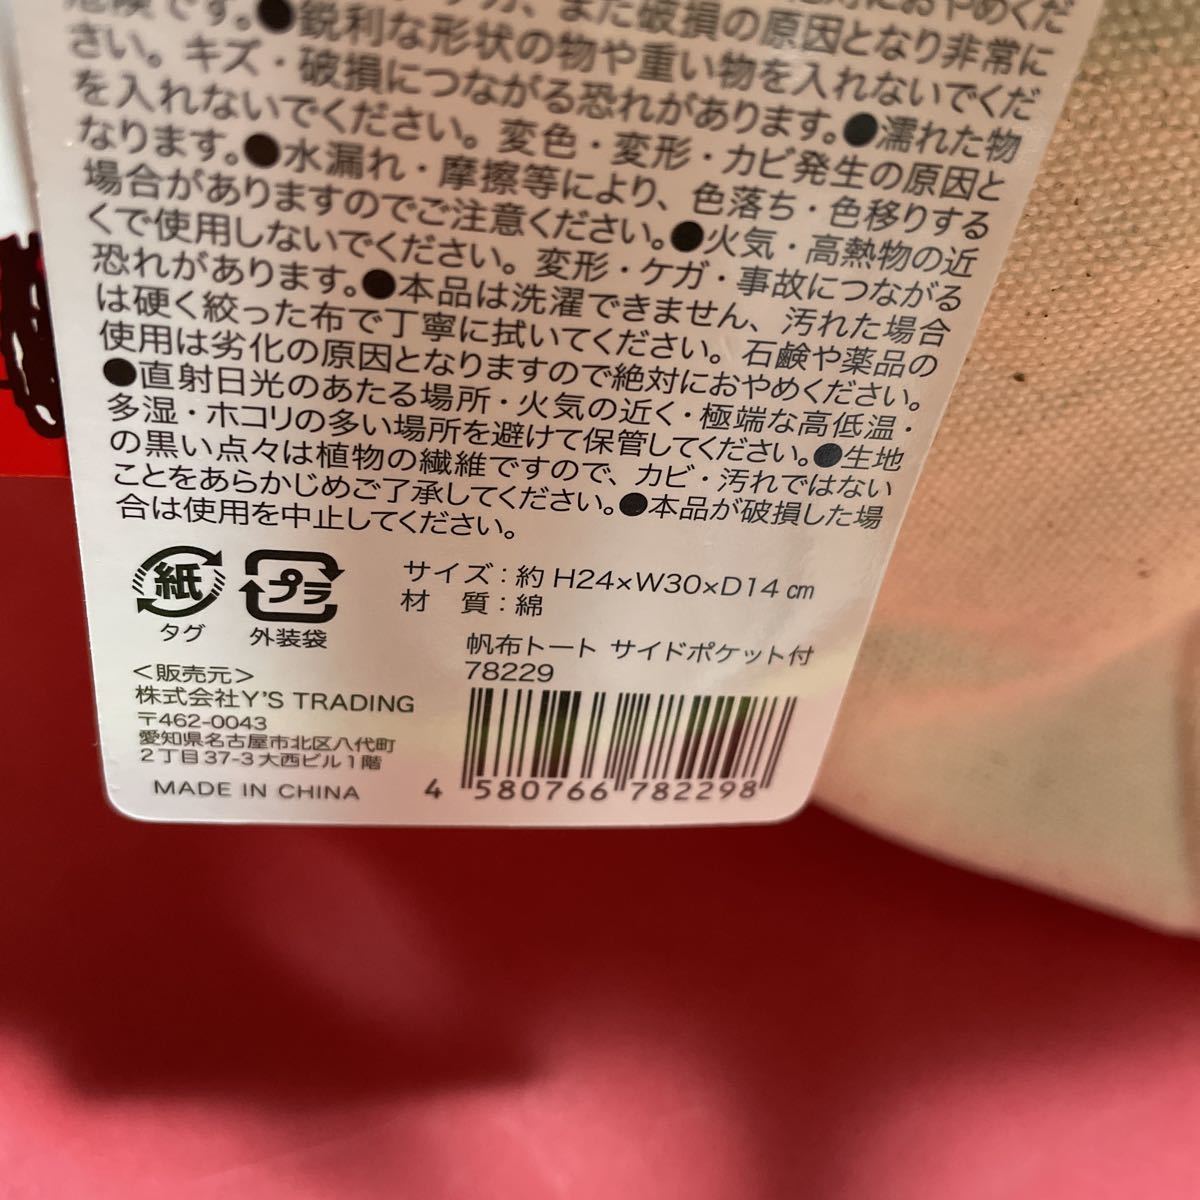 ケガ、また破損の原因となり非常に
危険です。●鋭利な形状の物や重い物を入れないでくだ
さい。キズ・破損につながる恐れがあります。●濡れた物
を入れないでください。変色・変形・カビ発生の原因と
なります。●水漏れ・摩擦等により、色落ち・色移りする
場合がありますのでご注意ください。●火気・高熱物の近
くで使用しないでください。変形・ケガ・事故につながる
恐れがあります。●本品は洗濯できません、汚れた場合
は硬く絞った布で丁寧に拭いてください。石鹸や薬品の
使用は劣化の原因となりますので絶対におやめください。
●直射日光のあたる場所・火気の近く・極端な高低温・
多湿・ホコリの多い場所を避けて保管してください。●生地
の黒い点々は植物の繊維ですので、カビ・汚れではない
ことをあらかじめご了承してください。●本品が破損した場
合は使用を中止してください。
紙
タグ
プラ
外装袋
サイズ：約 H24×W30×D14 ㎝
材　質：綿
帆布トート サイドポケット付
78229
＜販売元＞
株式会社Y'S TRADING
〒462-0043
愛知県名古屋市北区八代町
2丁目37-3大西ビル1階
MADE IN CHINA
4 580766 782298